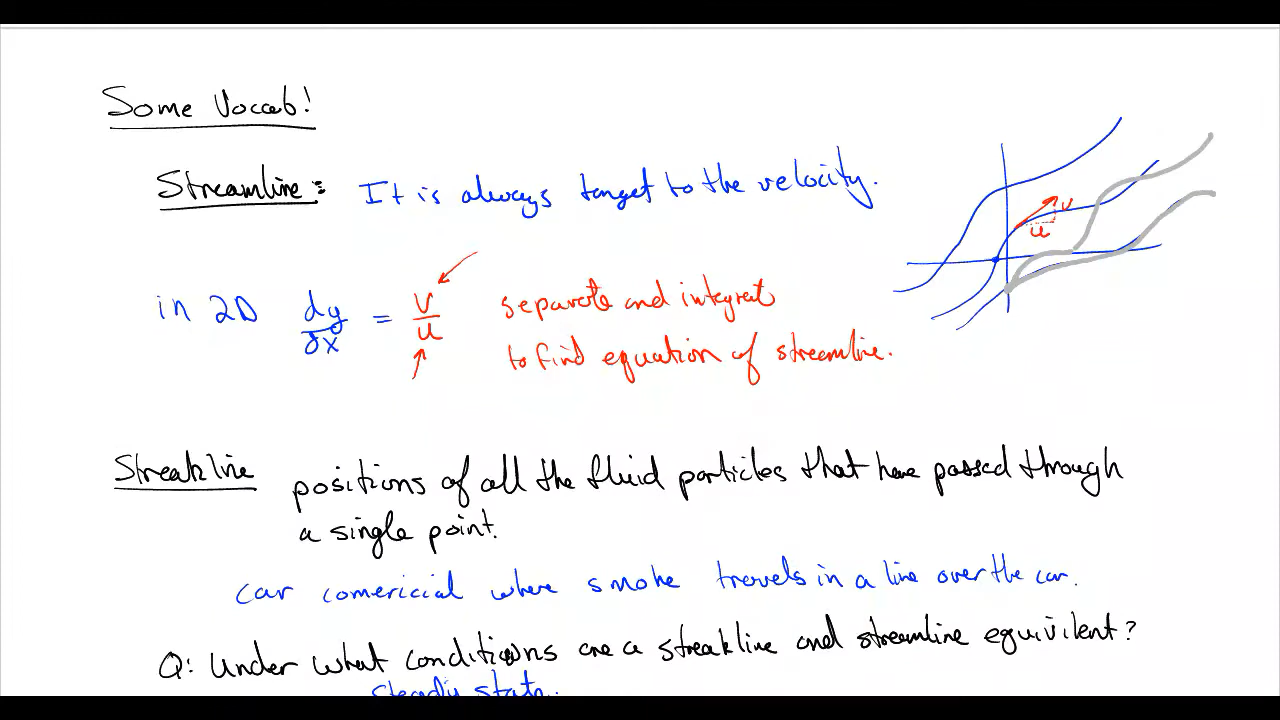 Some Vocab!
Streamline: It is always tanget to the velocity.
v
u
in 2D dy/dx = v/u separate and integrate
to find equation of streamline.
Streakline positions of all the fluid particles that have passed through
a single point.
car comericial where smoke travels in a line over the car.
Q: Under what conditions are a streakline and streamline equivilent?
steady state.